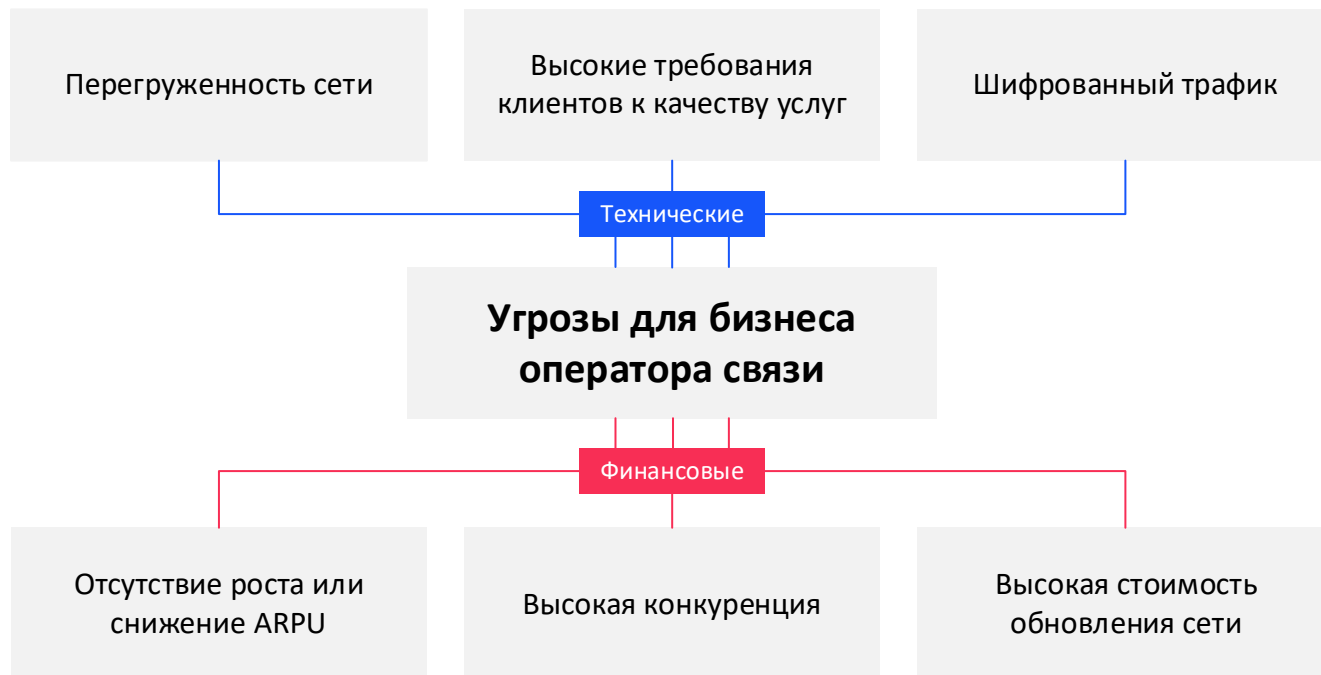 Перегруженность сети
Высокие требования
клиентов к качеству услуг
Шифрованный трафик
Технические
Угрозы для бизнеса
оператора связи
Финансовые
Отсутствие роста или
снижение ARPU
Высокая конкуренция
Высокая стоимость
обновления сети